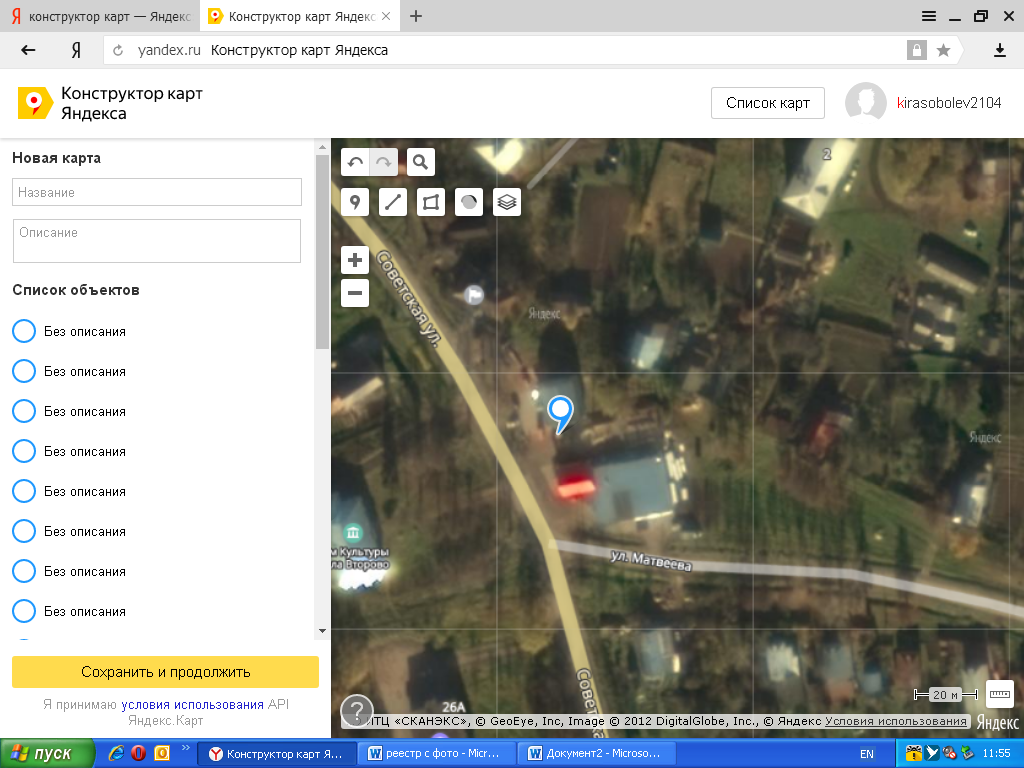 конструктор карт — Яндекс
Конструктор карт Яндекс
yandex.ru Конструктор карт Яндекса
Конструктор карт
Яндекса
Список карт
kirasobolev2104
Новая карта
Название
Описание
Список объектов
Без описания
Без описания
Без описания
Без описания
Без описания
Без описания
Без описания
Без описания
Сохранить и продолжить
Я принимаю условия использования API
Яндекс.Карт
2
Советская ул.
Яндекс
Яндекс
м Культуры
ла Второво
ул. Матвеева
Сове
26А
20 м
ИТЦ «СКАНЭКС», © GeoEye, Inc, Image © 2012 DigitalGlobe, Inc., © Яндекс Условия использования
Яндекс
пуск
Конструктор карт Я...
реестр с фото - Micr...
Документ2 - Microso...
EN
11:55